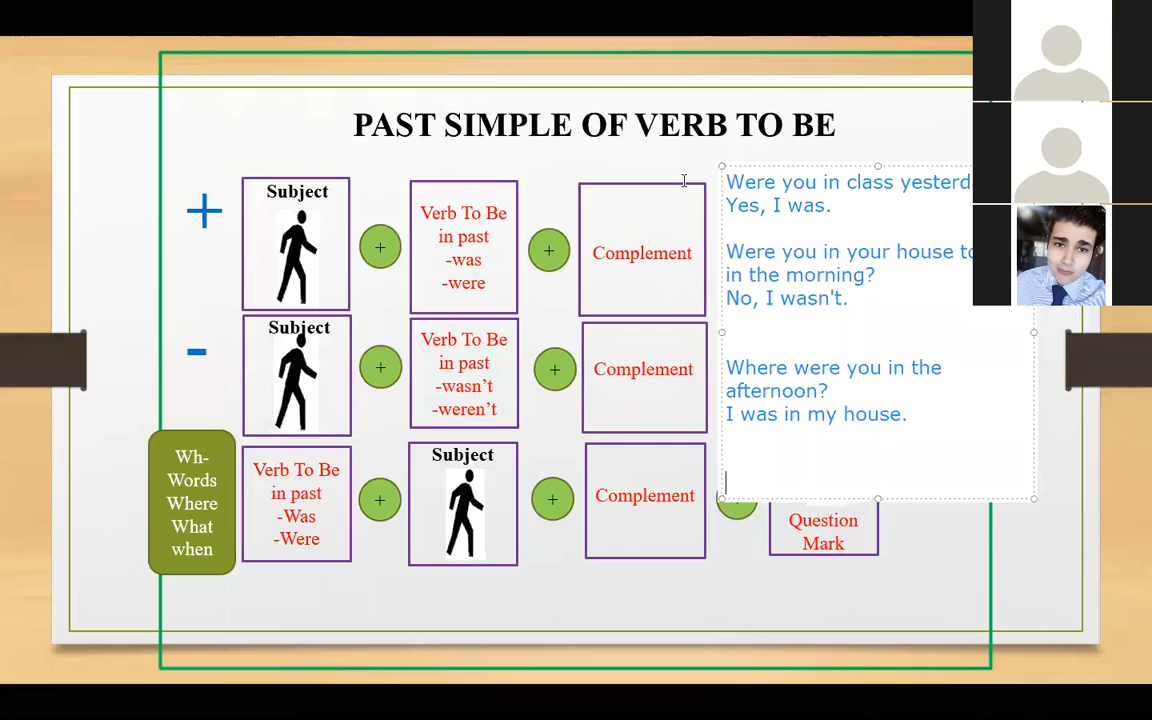 PAST SIMPLE OF VERB TO BE
+
Subject
+
Verb To Be
in past
-was
-were
+
Complement
-
Subject
+
Verb To Be
in past
-wasn’t
-weren’t
+
Complement
Wh-
Words
Where
What
when
Verb To Be
in past
-Was
-Were
+
Subject
+
Complement
Question
Mark
Were you in class
Yes, I was.
Were you in your house
in the morning?
No, I wasn't.
Where were you in the
afternoon?
I was in my house.